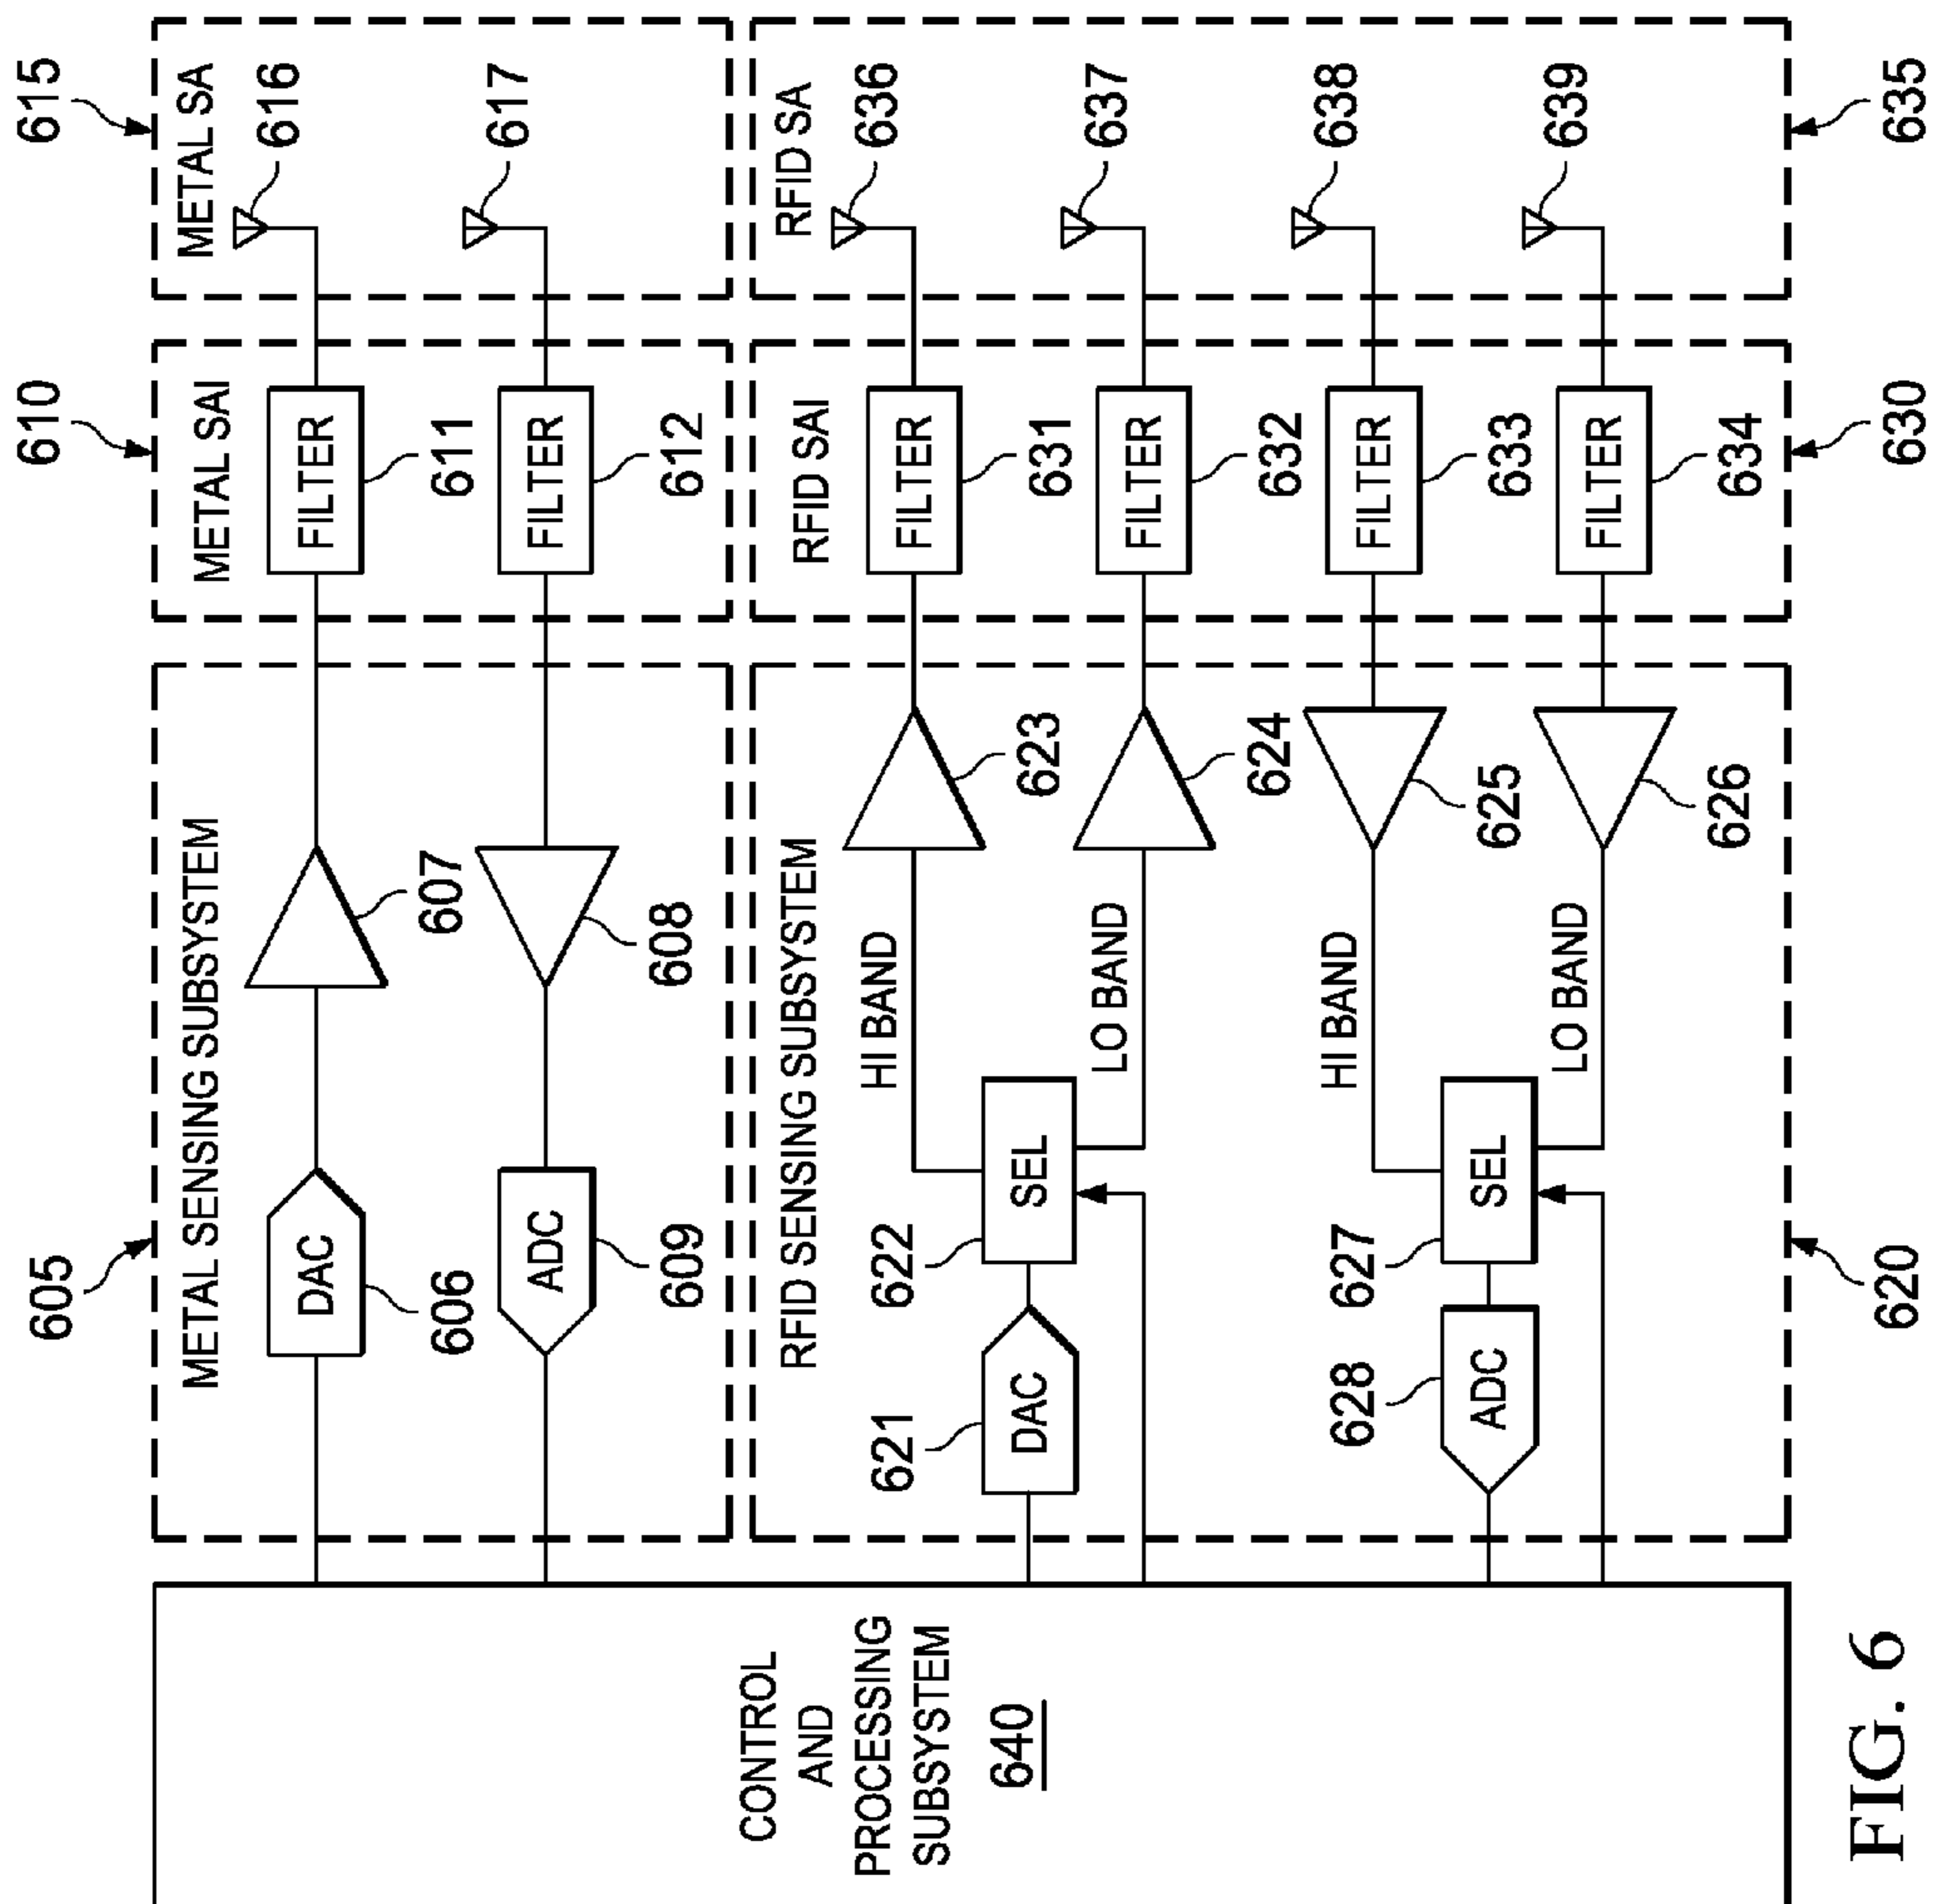 615
METAL SA
616
617
RFID SA
636
637
638
639
635
610
METAL SAI
FILTER
611
FILTER
612
RFID SAI
FILTER
631
FILTER
632
FILTER
633
FILTER
634
630
605
METAL SENSING SUBSYSTEM
DAC
606
607
608
ADC
609
RFID SENSING SUBSYSTEM
621
DAC
622
SEL
HI BAND
LO BAND
623
624
628
ADC
627
SEL
HI BAND
LO BAND
625
626
620
CONTROL
AND
PROCESSING
SUBSYSTEM
640
FIG. 6